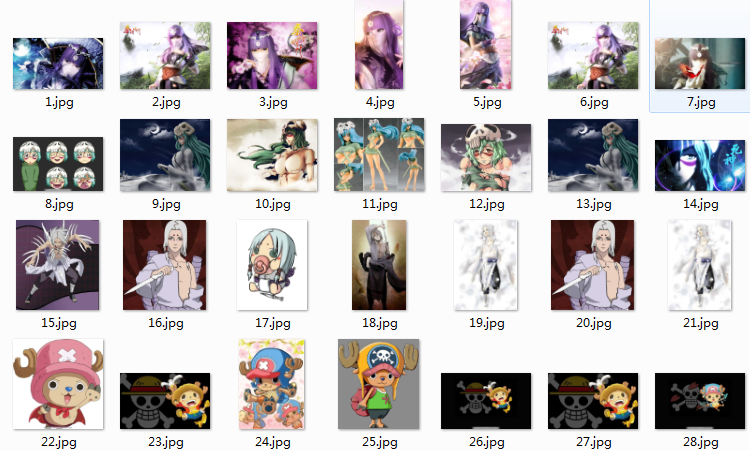 1.jpg 2.jpg 3.jpg 4.jpg 5.jpg 6.jpg 7.jpg
8.jpg 9.jpg 10.jpg 11.jpg 12.jpg 13.jpg 14.jpg
15.jpg 16.jpg 17.jpg 18.jpg 19.jpg 20.jpg 21.jpg
22.jpg 23.jpg 24.jpg 25.jpg 26.jpg 27.jpg 28.jpg